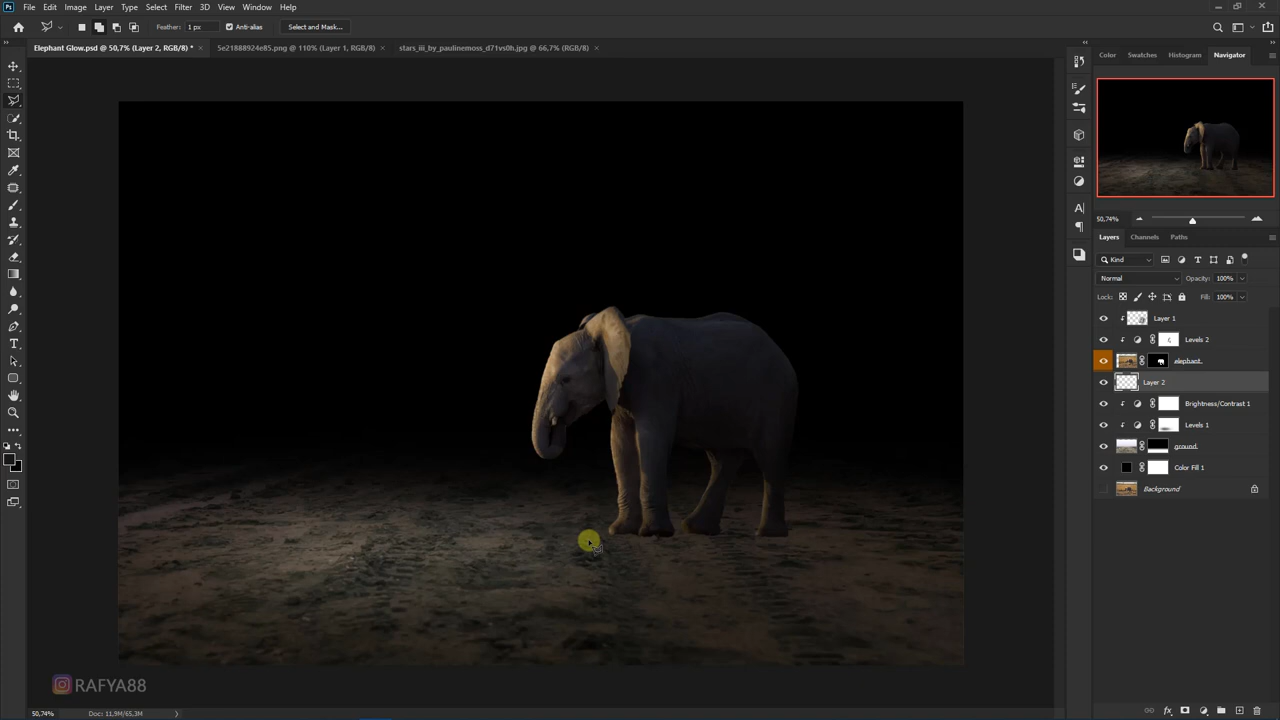 Ps File Edit Image Layer Type Select Filter 3D View Window Help
Feather: 1 px Anti-alias Select and Mask...
Elephant Glow.psd @ 50,7% (Layer 2, RGB/8) * × 5e21888924e85.png @ 110% (Layer 1, RGB/8) × stars_iii_by_paulinemoss_d71vs0h.jpg @ 66,7% (RGB/8) ×
Color Swatches Histogram Navigator
50,74%
Layers Channels Paths
Kind
Normal Opacity: 100%
Lock: Fill: 100%
Layer 1
Levels 2
elephant
Layer 2
Brightness/Contrast 1
Levels 1
ground
Color Fill 1
Background
RAFYA88
50,74% Doc: 11,9M/65,3M